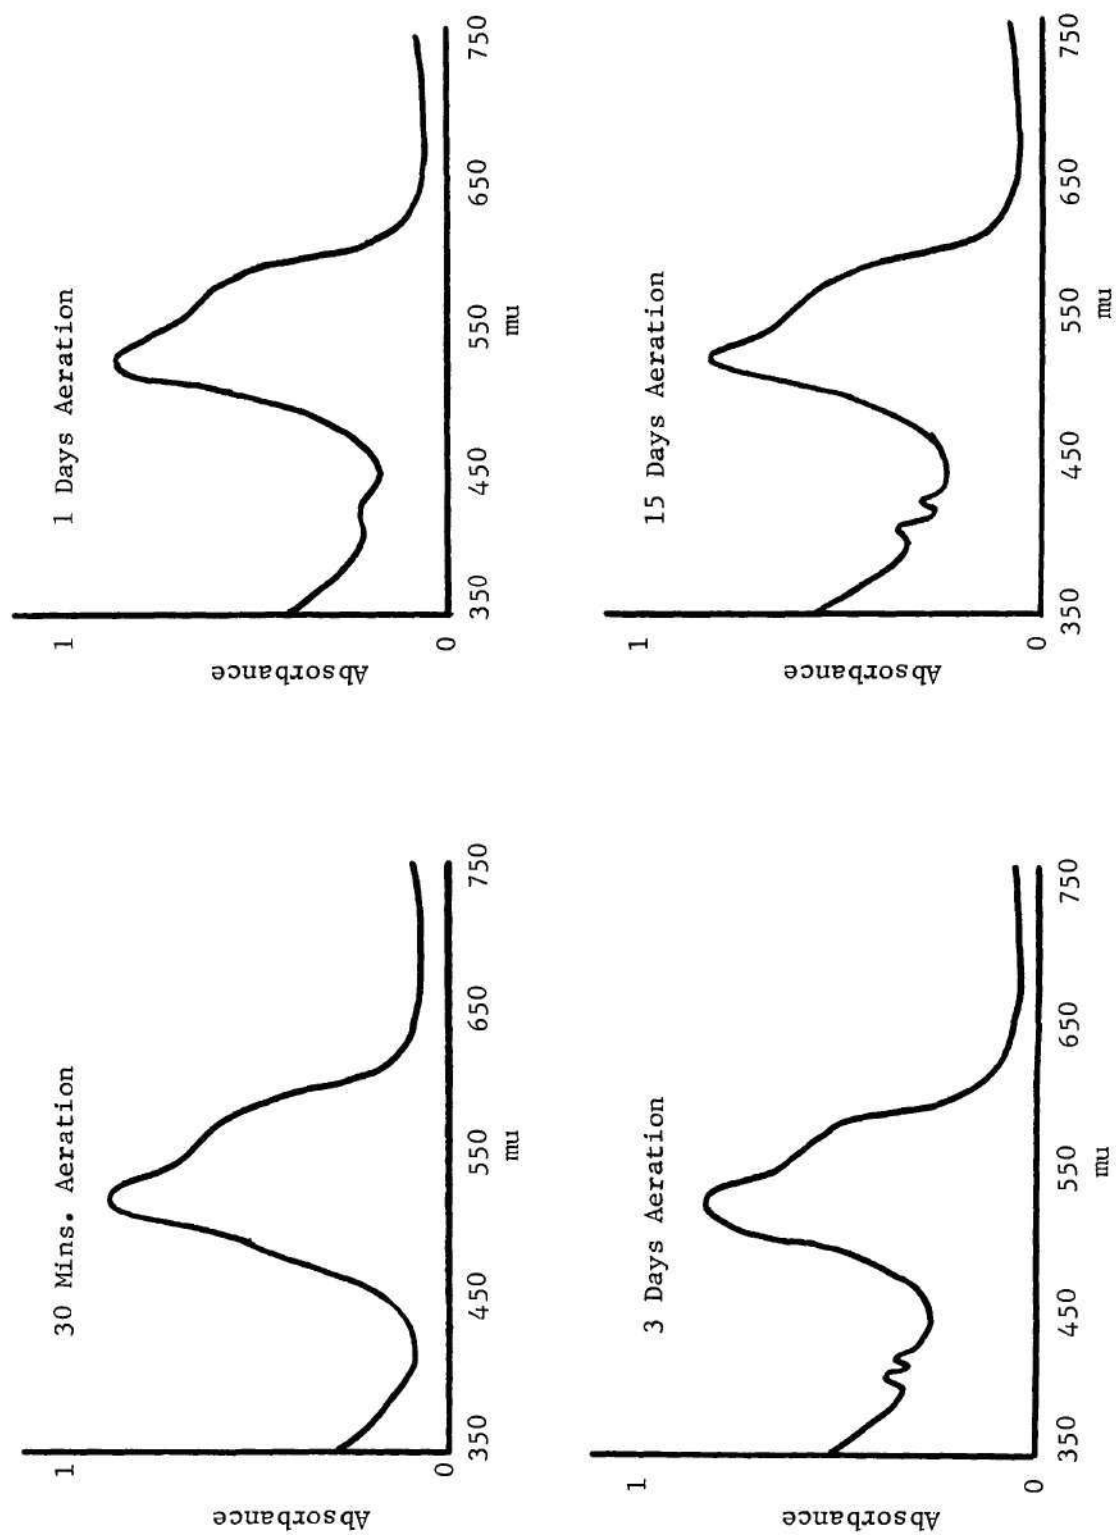 30 Mins. Aeration
1
Absorbance
0
350 450 550 650 750
mu
1 Days Aeration
1
Absorbance
0
350 450 550 650 750
mu
3 Days Aeration
1
Absorbance
0
350 450 550 650 750
mu
15 Days Aeration
1
Absorbance
0
350 450 550 650 750
mu